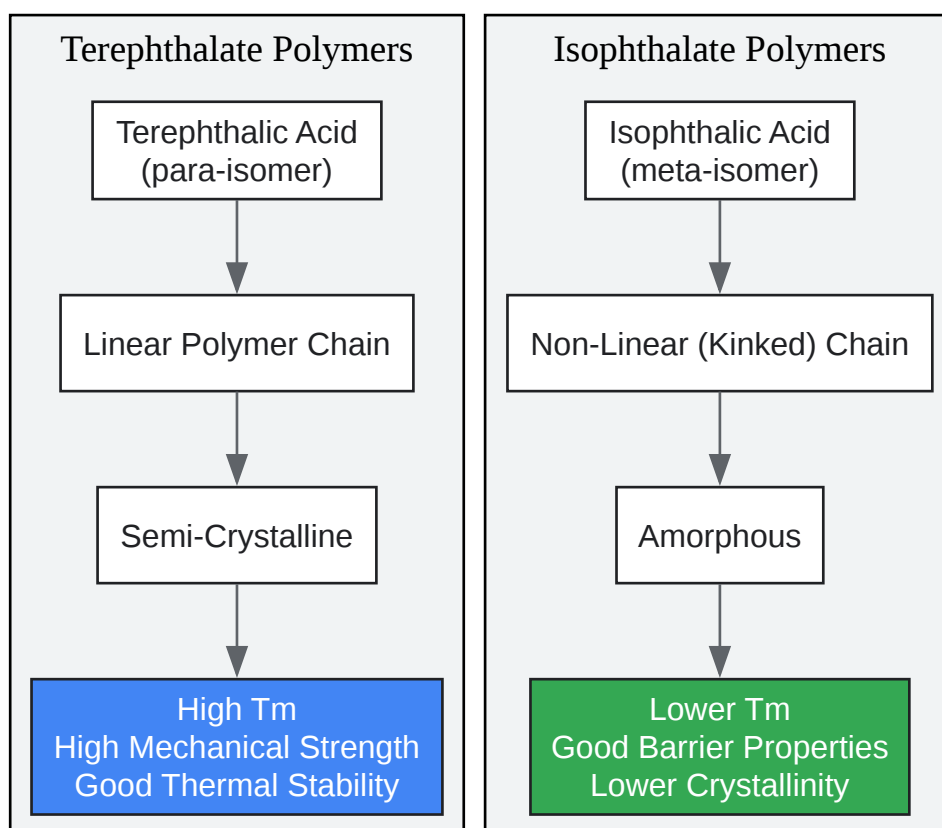 Terephthalate Polymers
Terephthalic Acid
(para-isomer)
Linear Polymer Chain
Semi-Crystalline
High Tm
High Mechanical Strength
Good Thermal Stability
Isophthalate Polymers
Isophthalic Acid
(meta-isomer)
Non-Linear (Kinked) Chain
Amorphous
Lower Tm
Good Barrier Properties
Lower Crystallinity